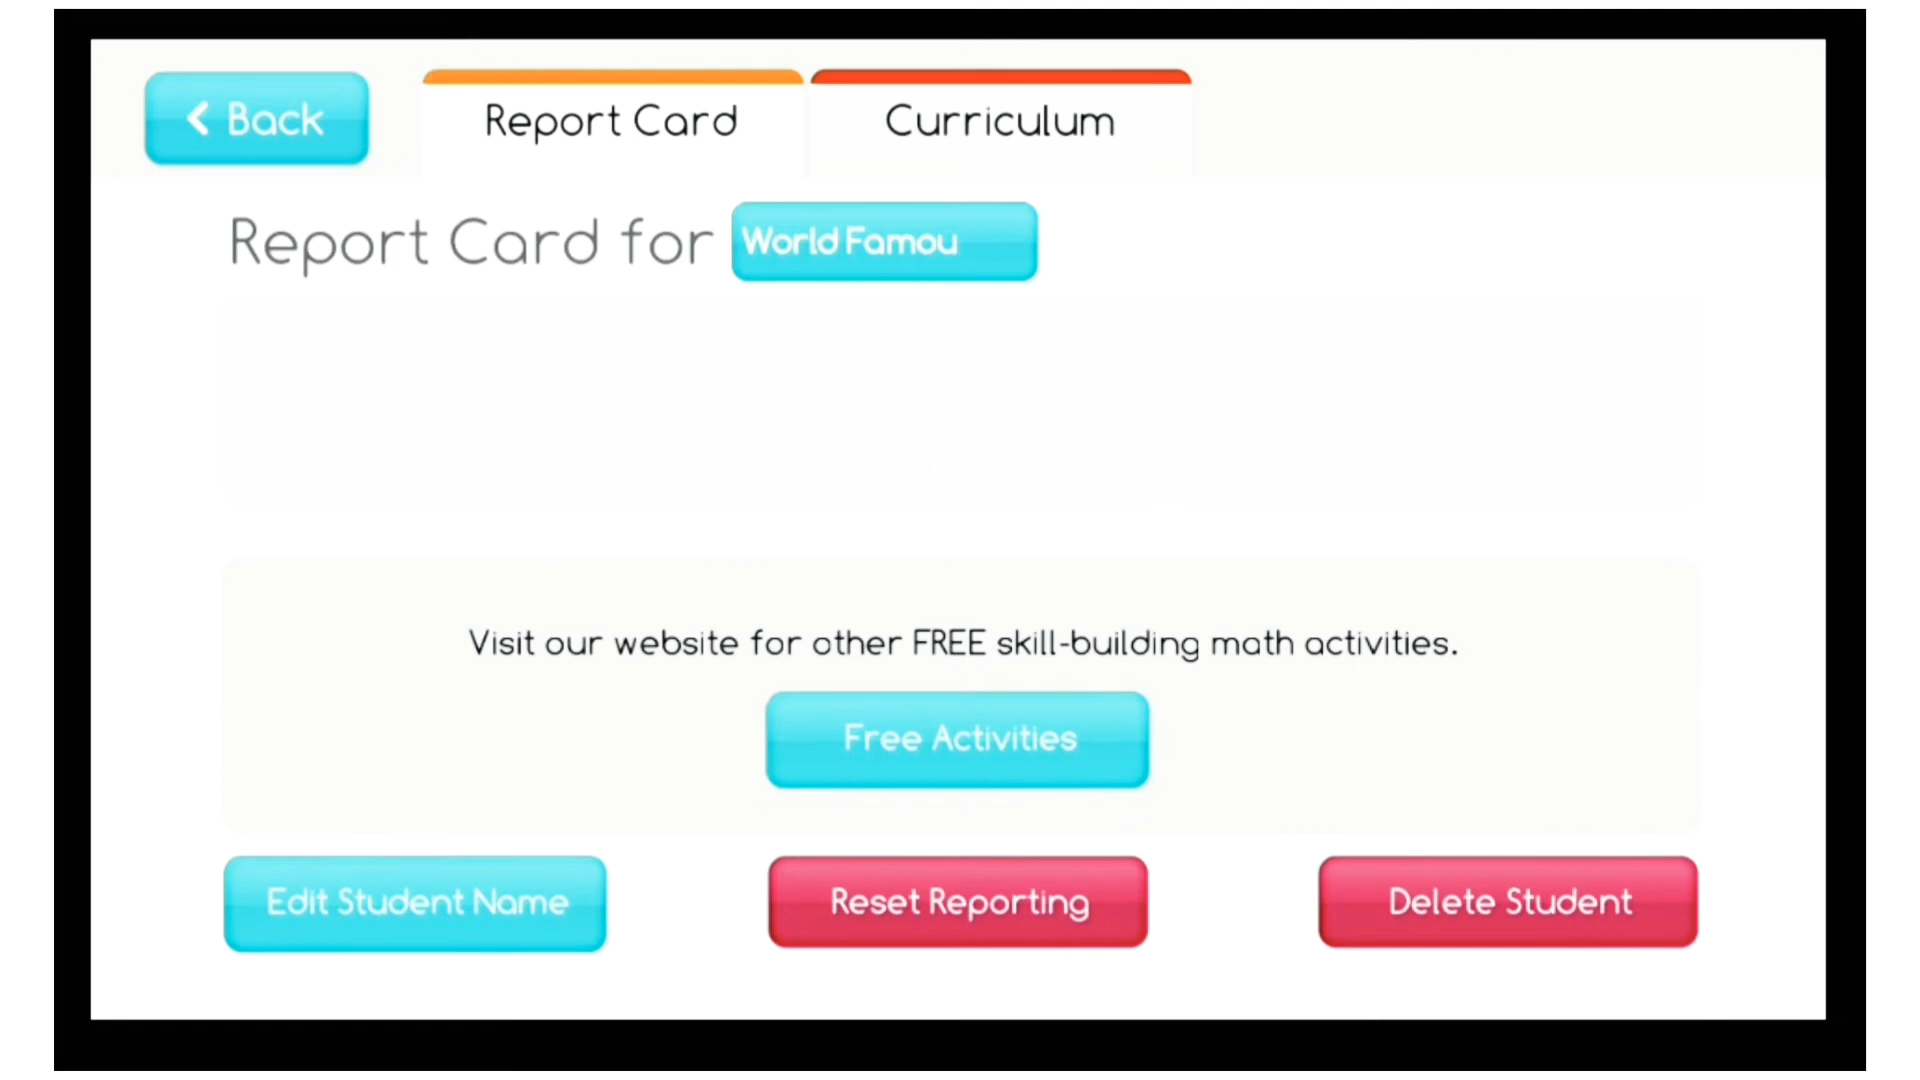 Back
Report Card
Curriculum
Report Card for World Famou
Visit our website for other FREE skill-building math activities.
Free Activities
Edit Student Name
Reset Reporting
Delete Student